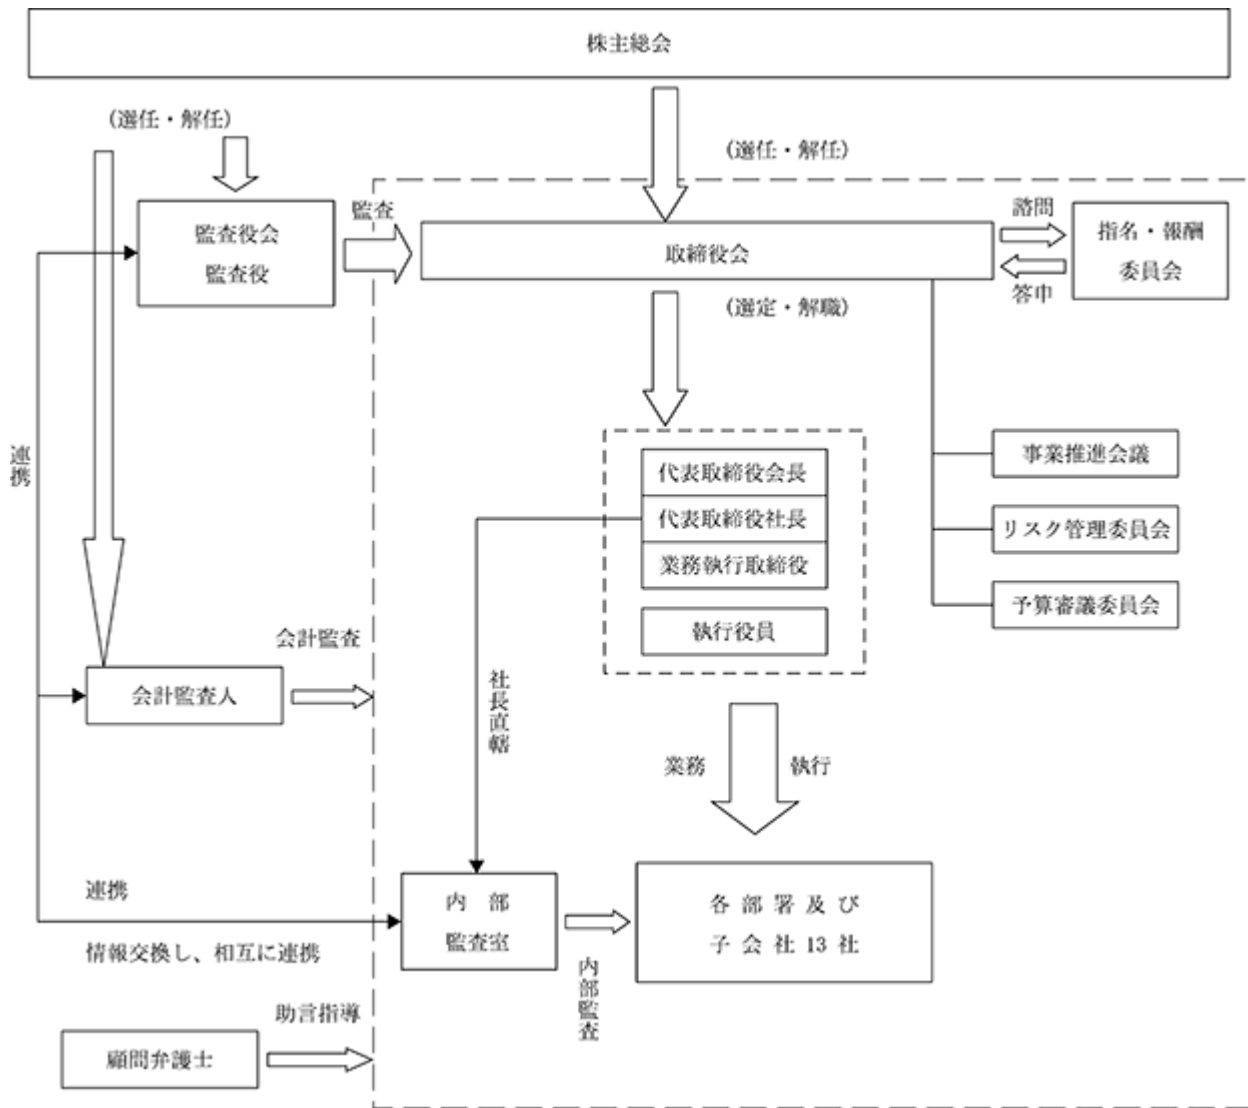 株主総会
(選任・解任)
(選任・解任)
監査役会
監査役
監査
取締役会
諮問
答申
指名・報酬
委員会
(選定・解職)
連携
代表取締役会長
代表取締役社長
業務執行取締役
執行役員
事業推進会議
リスク管理委員会
予算審議委員会
会計監査人
会計監査
社長直轄
業務 執行
連携
情報交換し、相互に連携
内 部
監査室
内部監査
各 部 署 及 び
子 会 社 13 社
顧問弁護士
助言指導